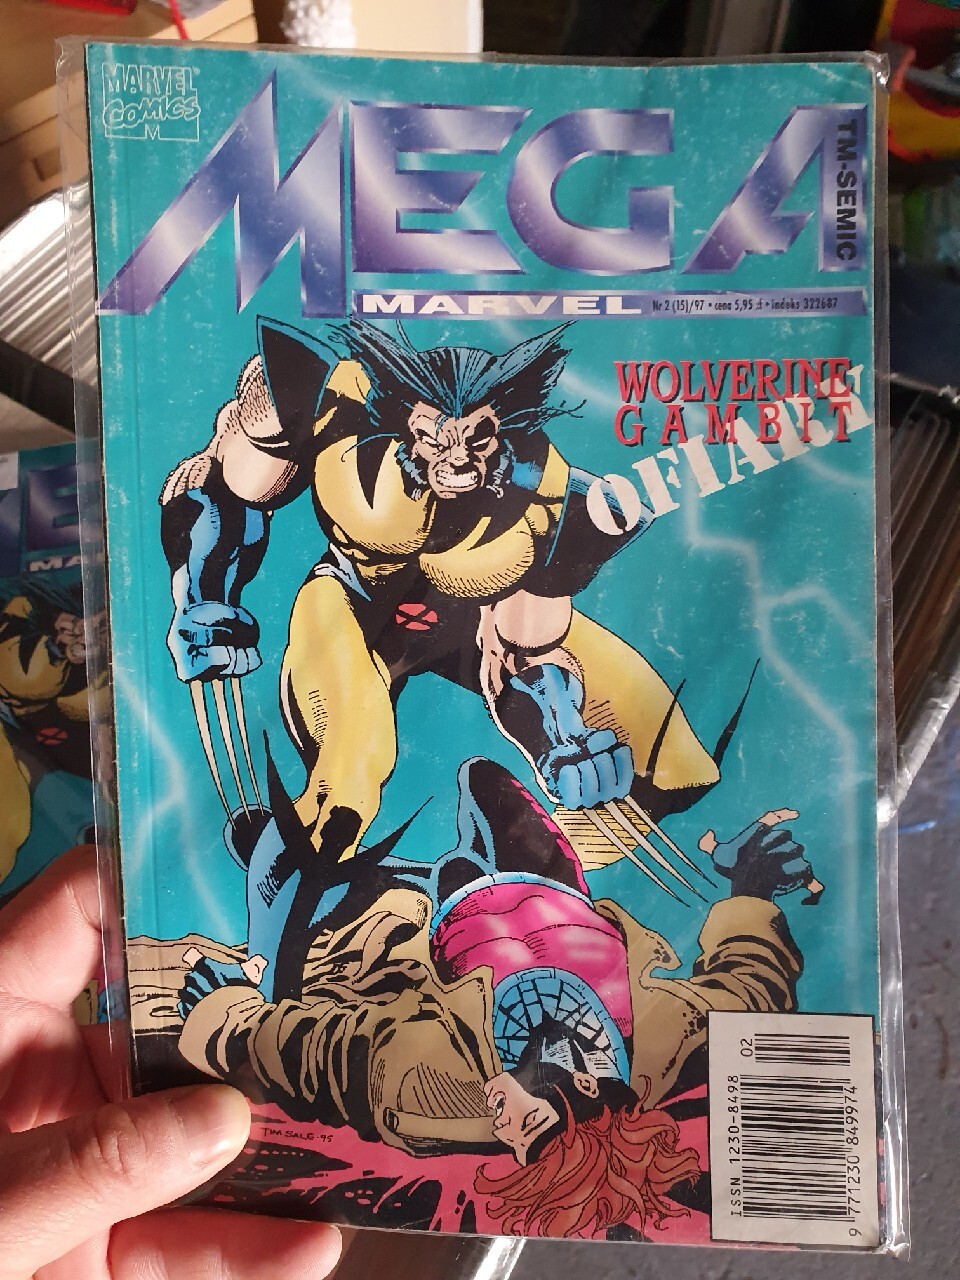 MARVEL
COMICS
M
MEGA
TM-SEMIC
MARVEL
Nr 2 (15)/97 • cena 5,95 zł • indeks 322687
WOLVERINE
GAMBIT
OFIARY
TIM SALE·95
ISSN 1230-8498
02
9 771230 849974